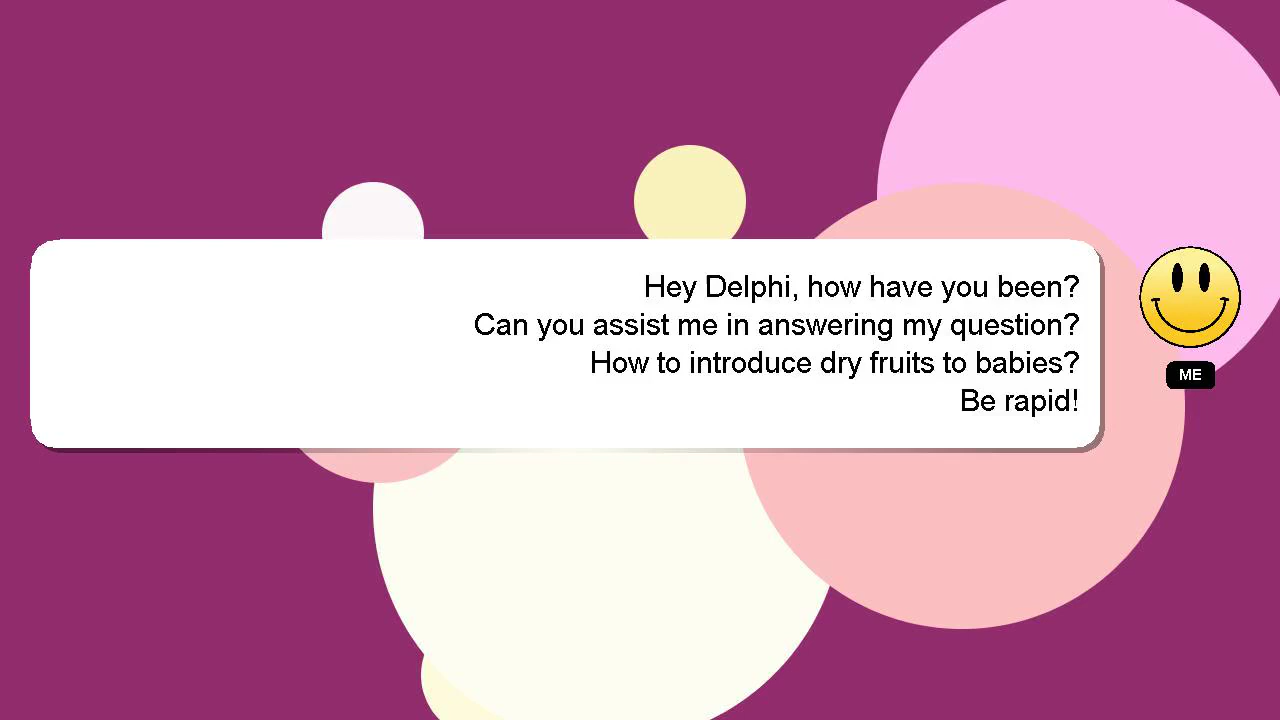 Hey Delphi, how have you been?
Can you assist me in answering my question?
How to introduce dry fruits to babies?
Be rapid!
ME